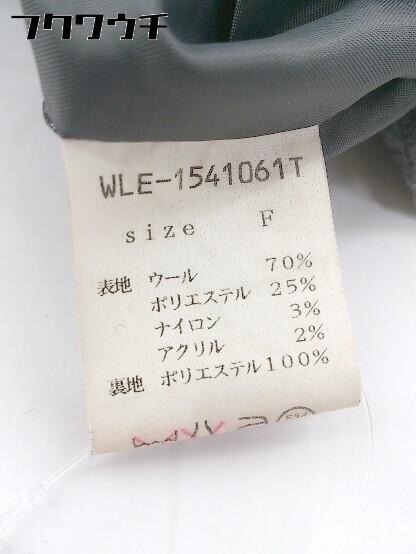 フクウウチ
WLE-1541061T
size F
表地 ウール 70%
ポリエステル 25%
ナイロン 3%
アクリル 2%
裏地 ポリエステル100%